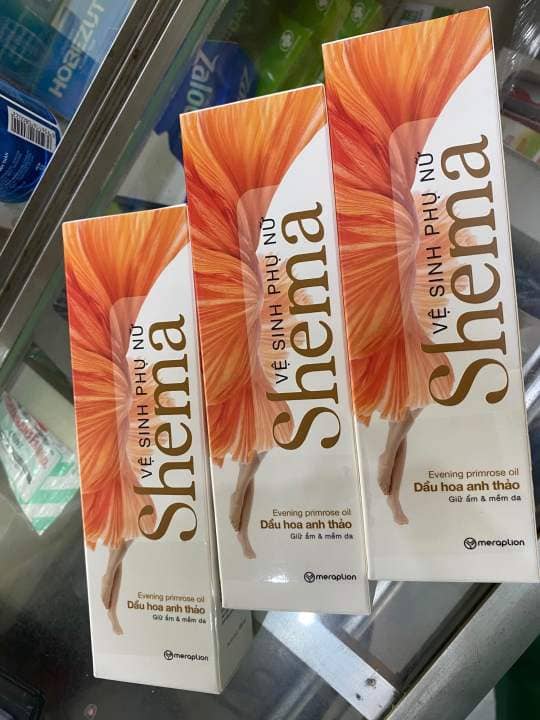 VỆ SINH PHỤ NỮ
Shema
Evening primrose oil
Dầu hoa anh thảo
Giữ ẩm & mềm da
meraplion
VỆ SINH PHỤ NỮ
Shema
Evening primrose oil
Dầu hoa anh thảo
Giữ ẩm & mềm da
meraplion
VỆ SINH PHỤ NỮ
Shema
Evening primrose oil
Dầu hoa anh thảo
Giữ ẩm & mềm da
meraplion
HOREZUT
Zalo